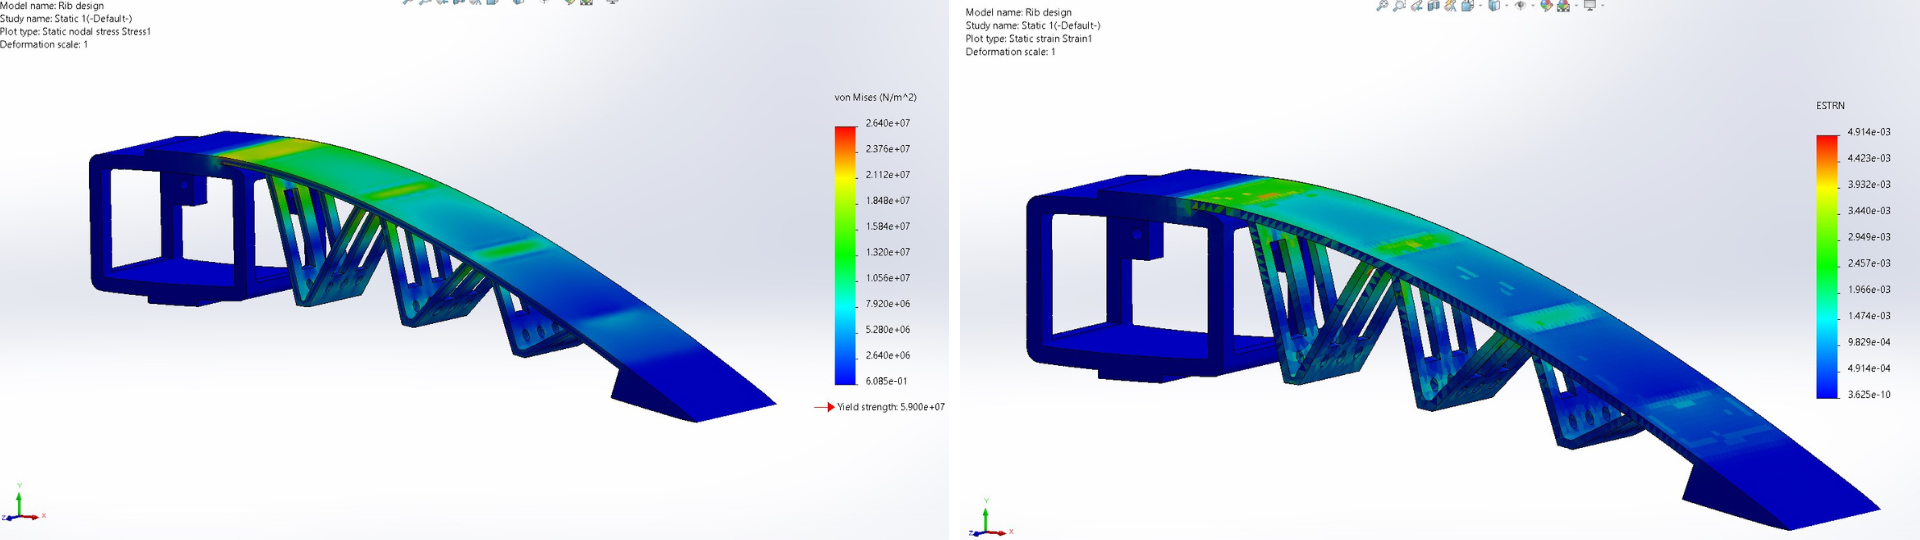 Model name: Rib design
Study name: Static 1(-Default-)
Plot type: Static nodal stress Stress1
Deformation scale: 1
von Mises (N/m^2)
2.640e+07
2.376e+07
2.112e+07
1.848e+07
1.584e+07
1.320e+07
1.056e+07
7.920e+06
5.280e+06
2.640e+06
6.085e-01
Yield strength: 5.900e+07
Y
X
Z
Model name: Rib design
Study name: Static 1(-Default-)
Plot type: Static strain Strain1
Deformation scale: 1
ESTRN
4.914e-03
4.423e-03
3.932e-03
3.440e-03
2.949e-03
2.457e-03
1.966e-03
1.474e-03
9.829e-04
4.914e-04
3.625e-10
Y
X
Z